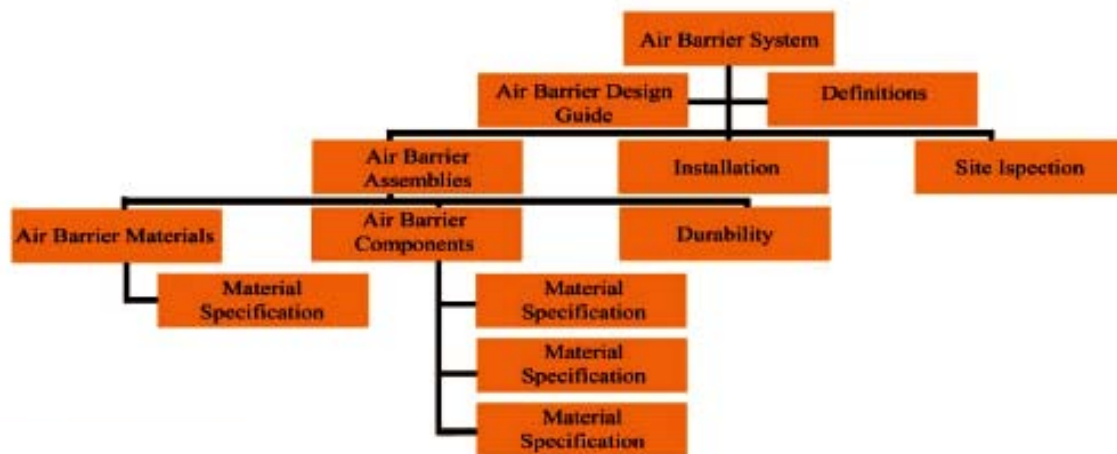 Air Barrier System
Air Barrier Design
Guide
Definitions
Air Barrier
Assemblies
Installation
Site Ispection
Air Barrier Materials
Air Barrier
Components
Durability
Material
Specification
Material
Specification
Material
Specification
Material
Specification